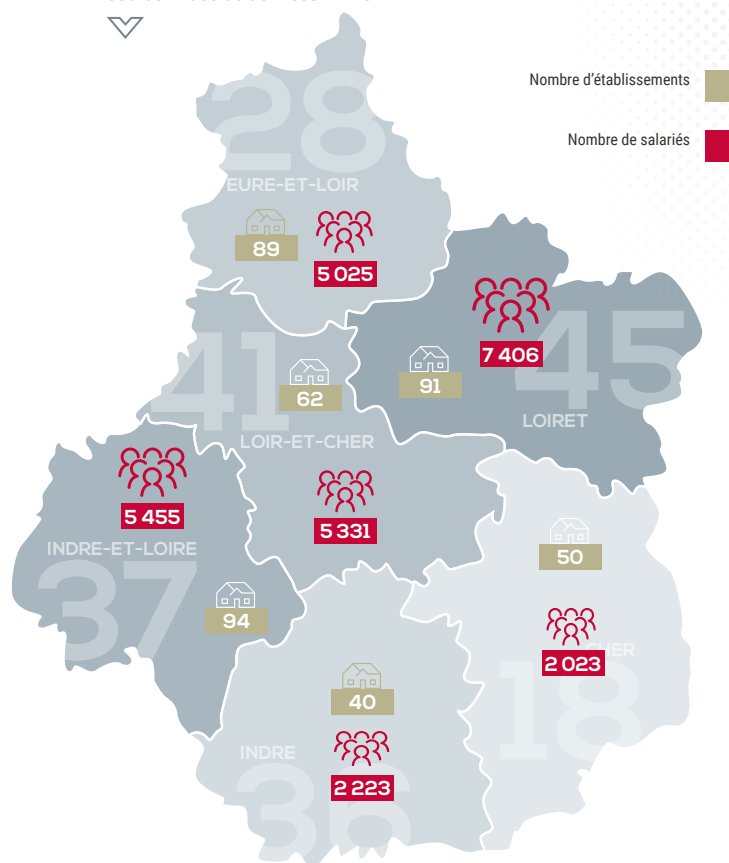 Nombre d'établissements
Nombre de salariés
28
EURE-ET-LOIR
89
5 025
45
7 406
91
LOIRET
41
62
LOIR-ET-CHER
5 331
5 455
INDRE-ET-LOIRE
37
94
50
CHER
2 023
18
40
INDRE
2 223
36